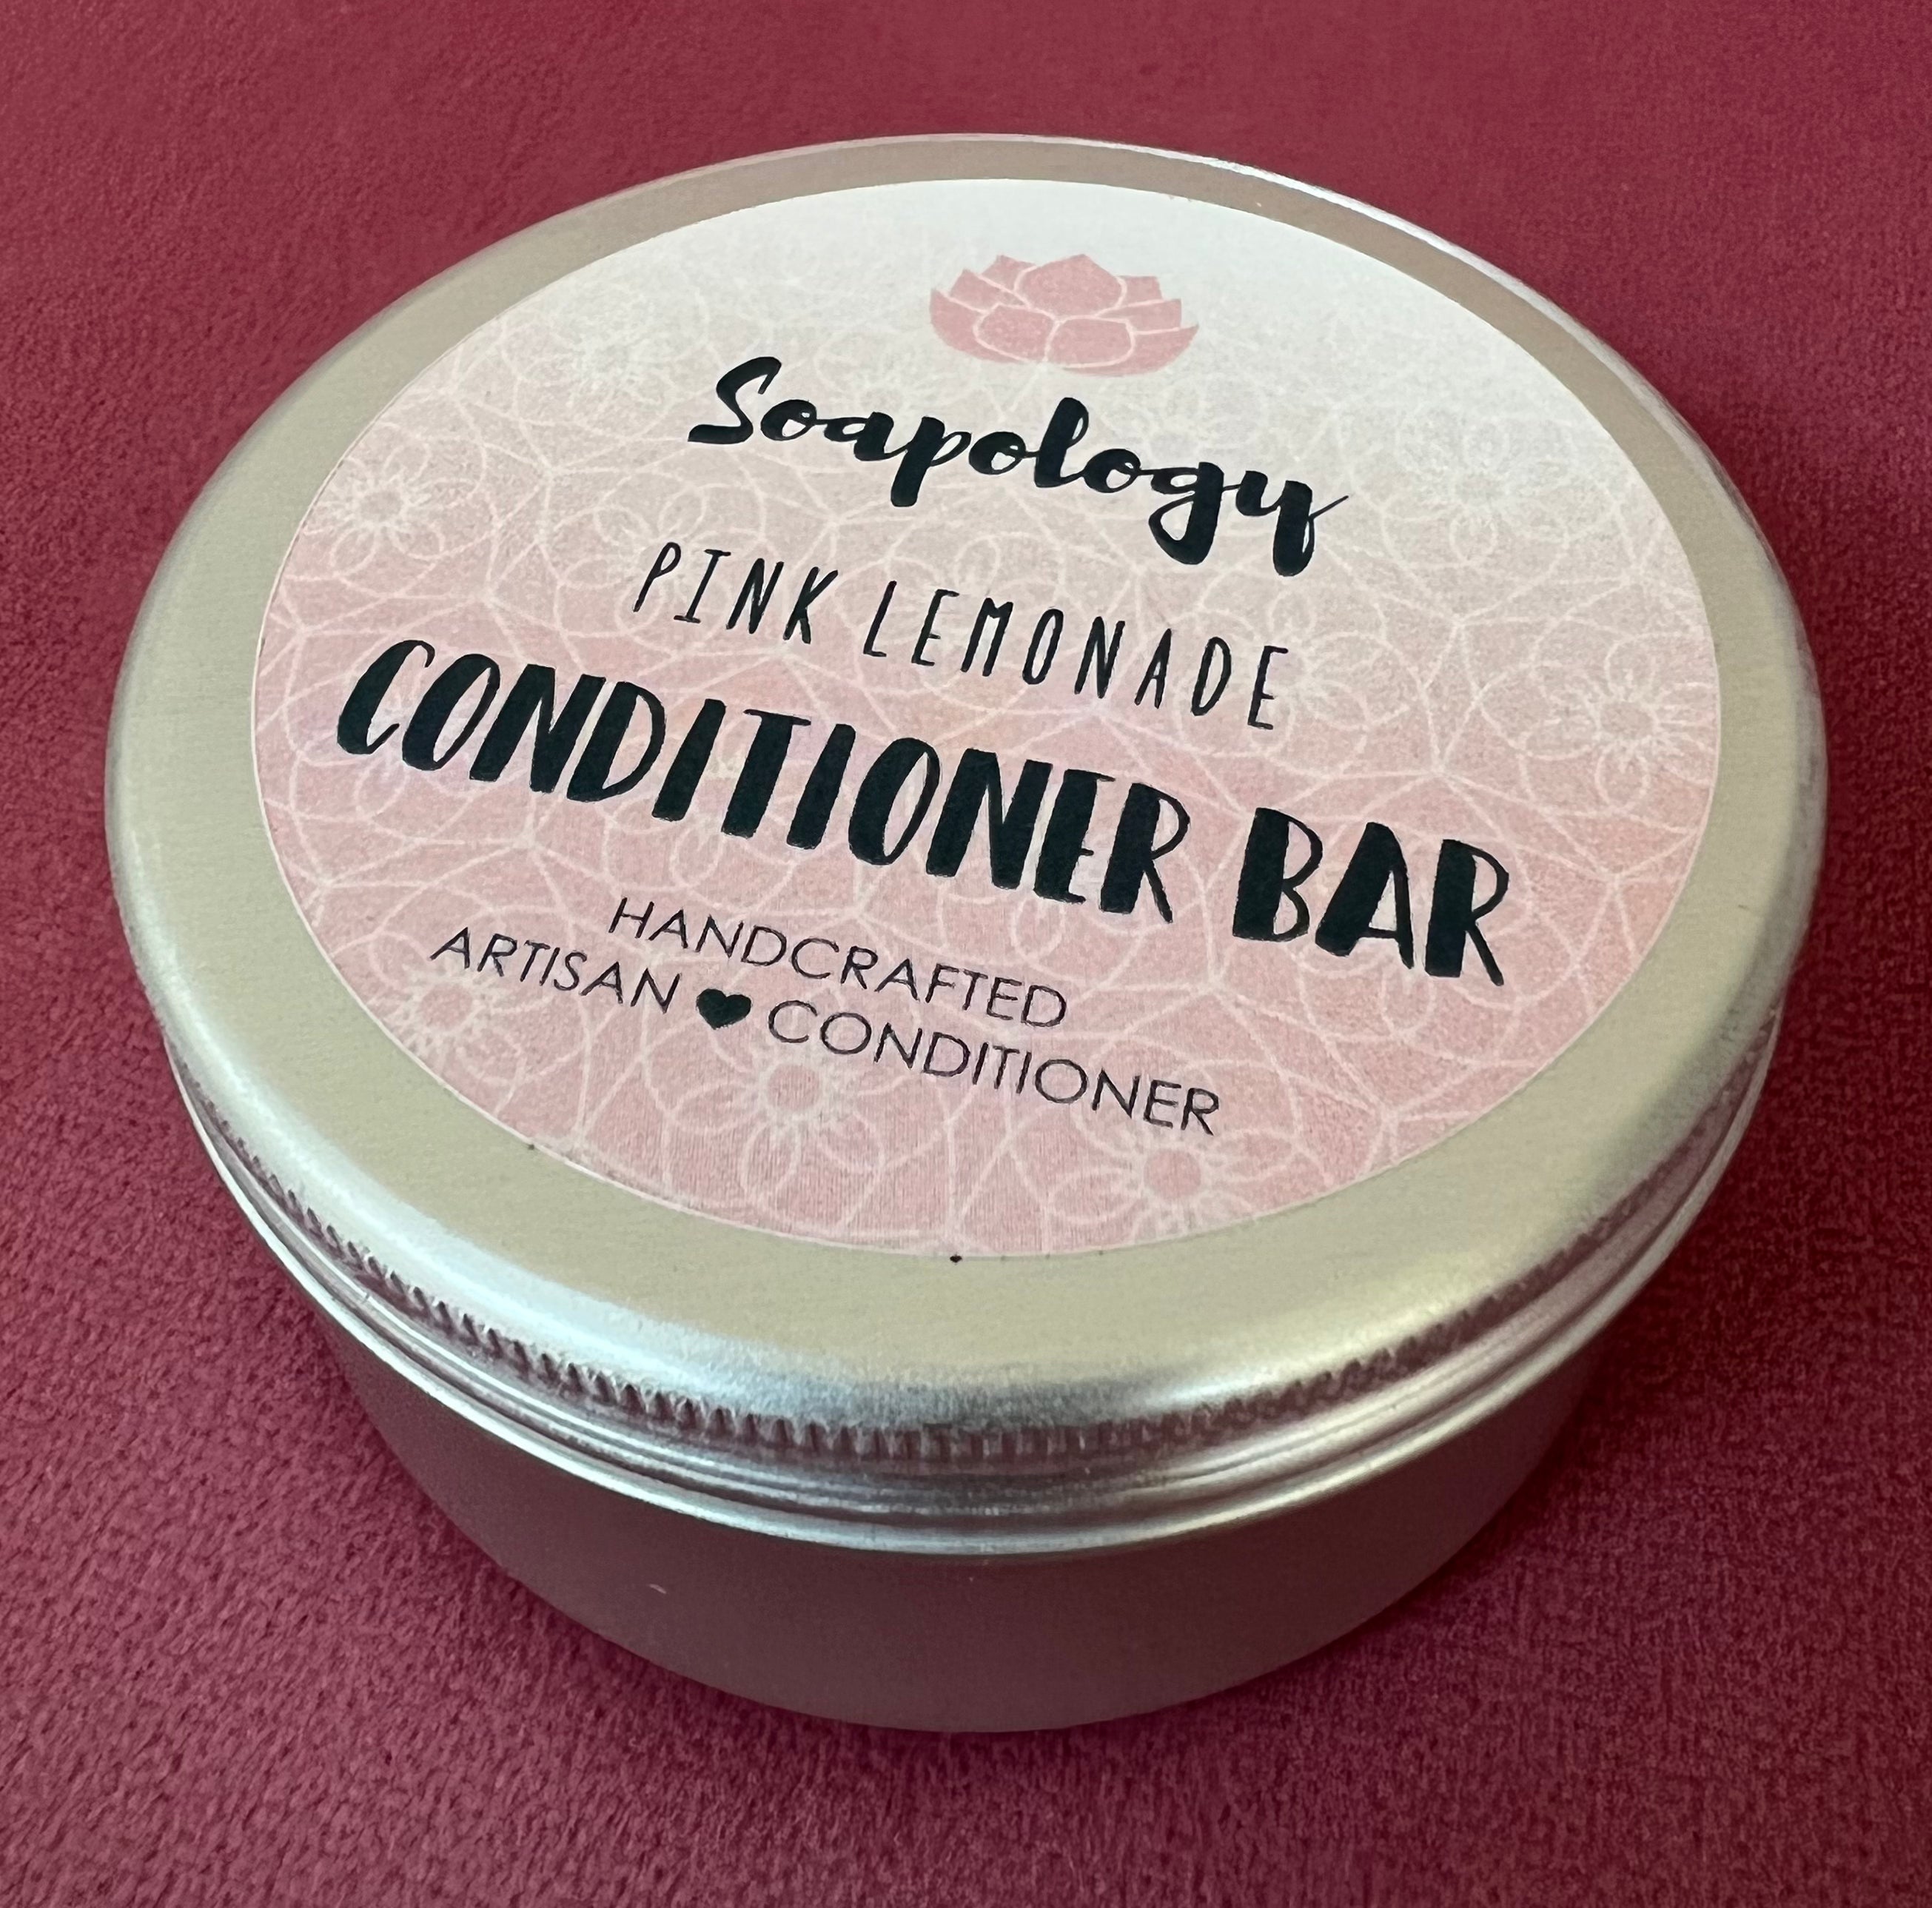 Soapology
PINK LEMONADE
CONDITIONER BAR
HANDCRAFTED
ARTISAN ♥ CONDITIONER